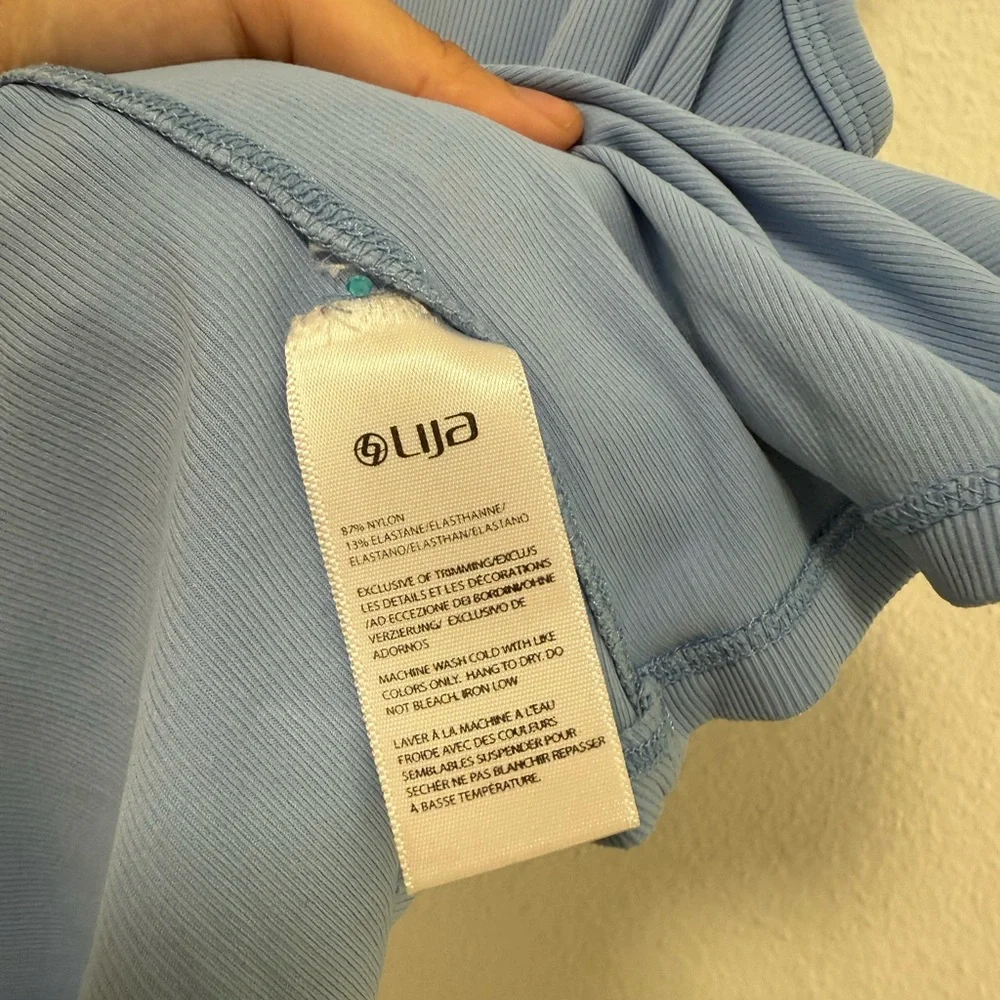 LIJA
87% NYLON
13% ELASTANE/ELASTHANNE/
ELASTANO/ELASTHAN/ELASTANO
EXCLUSIVE OF TRIMMING/EXCLUS
LES DETAILS ET LES DÉCORATIONS
/AD ECCEZIONE DEI BORDINI/OHNE
VERZIERUNG/ EXCLUSIVO DE
ADORNOS
MACHINE WASH COLD WITH LIKE
COLORS ONLY. HANG TO DRY. DO
NOT BLEACH. IRON LOW
LAVER À LA MACHINE A L'EAU
FROIDE AVEC DES COULEURS
SEMBLABLES SUSPENDER POUR
SECHÉR NE PAS BLANCHIR REPASSER
À BASSE TEMPÉRATURE.